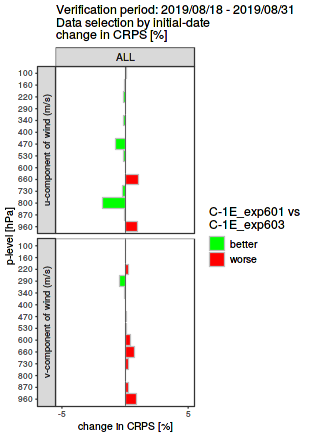 Verification period: 2019/08/18 - 2019/08/31
Data selection by initial-date
change in CRPS [%]
ALL
p-level [hPa]
u-component of wind (m/s)
100
160
220
290
340
400
470
530
600
660
730
800
870
960
v-component of wind (m/s)
100
160
220
290
340
400
470
530
600
660
730
800
870
960
-5
0
5
change in CRPS [%]
C-1E_exp601 vs
C-1E_exp603
better
worse